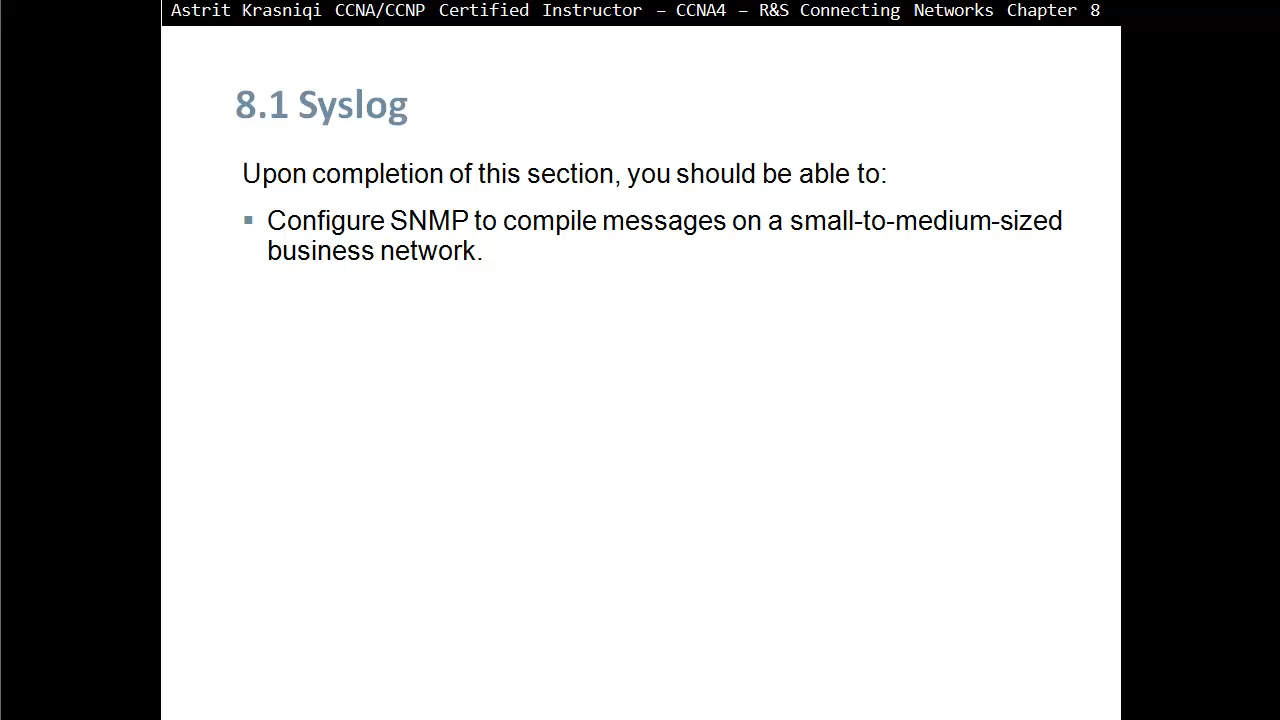 Astrit Krasniqi CCNA/CCNP Certified Instructor – CCNA4 – R&S Connecting Networks Chapter 8
8.1 Syslog
Upon completion of this section, you should be able to:
▪ Configure SNMP to compile messages on a small-to-medium-sized
business network.